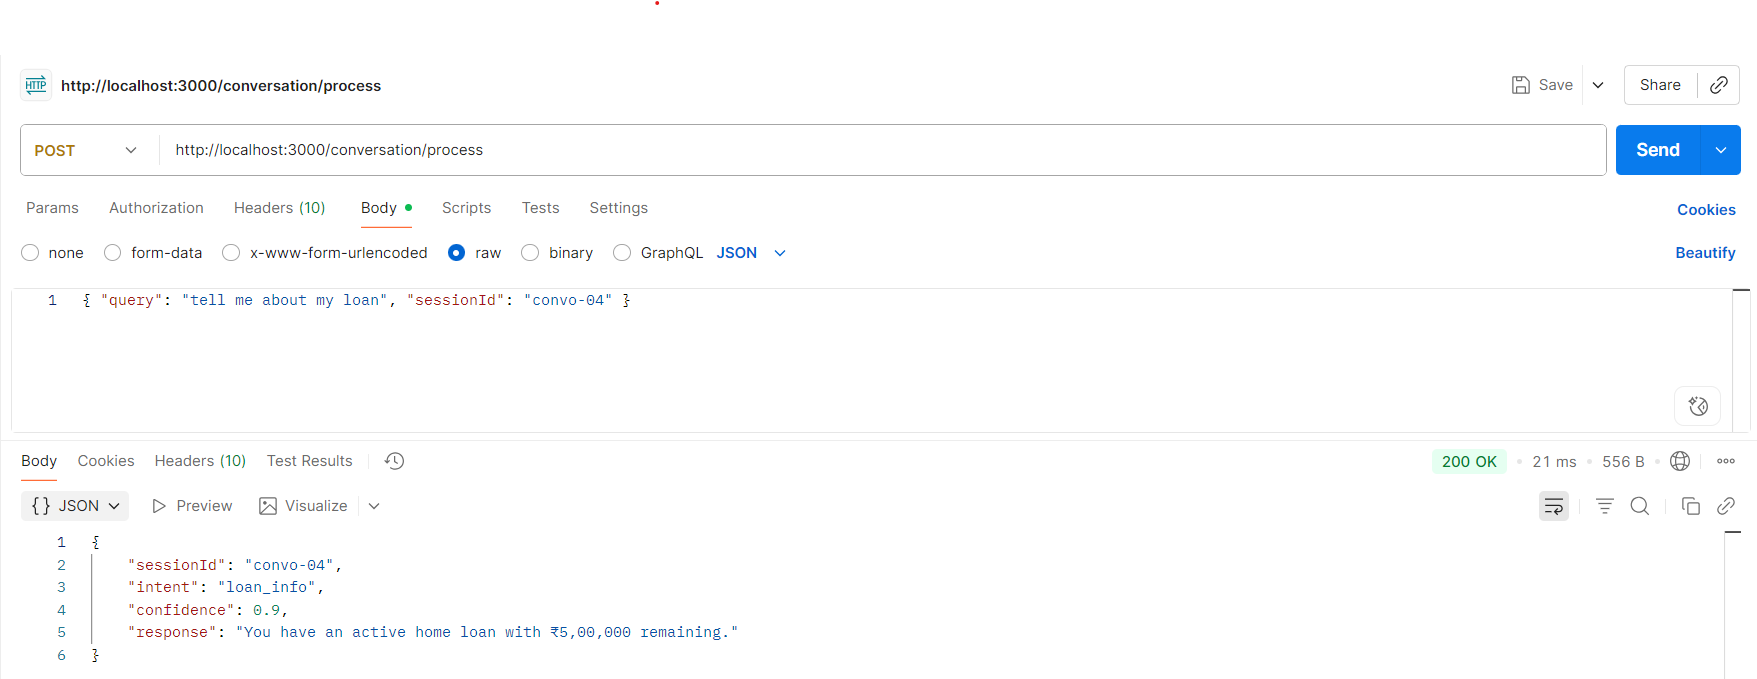 HTTP http://localhost:3000/conversation/process Save Share
POST http://localhost:3000/conversation/process Send
Params Authorization Headers (10) Body Scripts Tests Settings Cookies
none form-data x-www-form-urlencoded raw binary GraphQL JSON Beautify
1 { "query": "tell me about my loan", "sessionId": "convo-04" }
Body Cookies Headers (10) Test Results 200 OK 21 ms 556 B
{} JSON Preview Visualize
1 {
2 "sessionId": "convo-04",
3 "intent": "loan_info",
4 "confidence": 0.9,
5 "response": "You have an active home loan with ₹5,00,000 remaining."
6 }